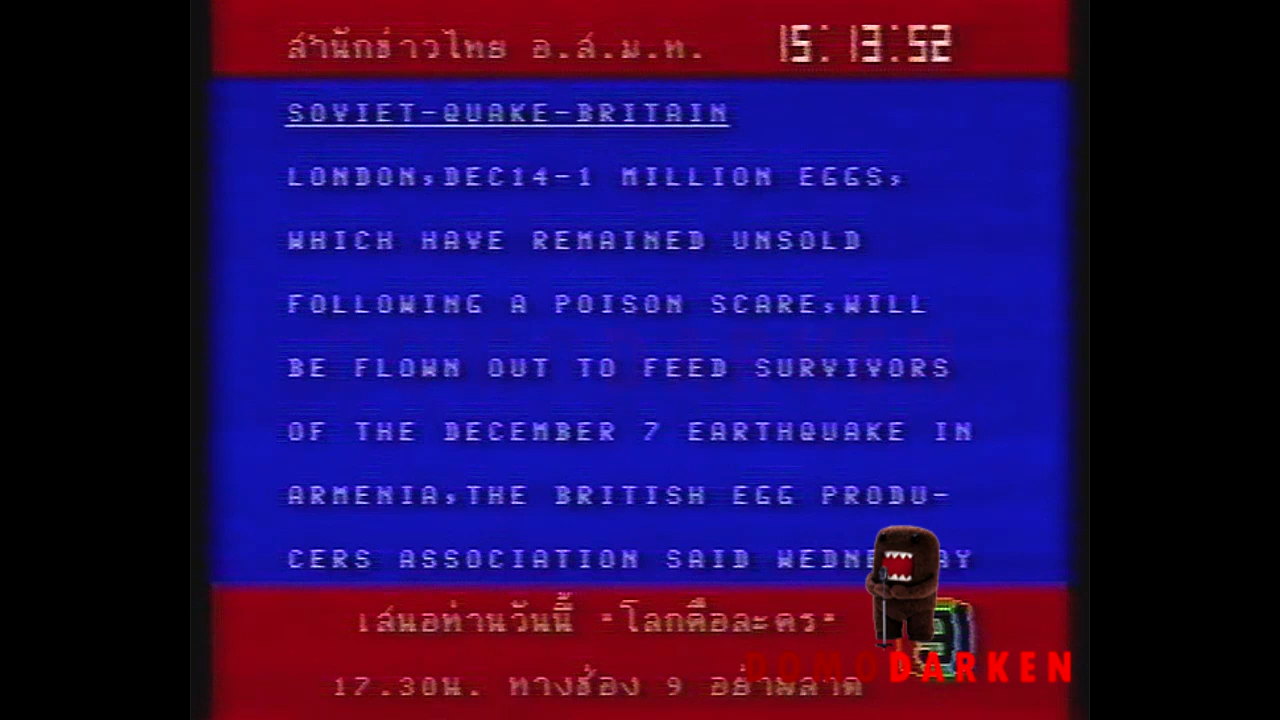 สำนักข่าวไทย อ.ส.ม.ท. 15:13:52
SOVIET-QUAKE-BRITAIN
LONDON,DEC14-1 MILLION EGGS,
WHICH HAVE REMAINED UNSOLD
FOLLOWING A POISON SCARE,WILL
BE FLOWN OUT TO FEED SURVIVORS
OF THE DECEMBER 7 EARTHQUAKE IN
ARMENIA,THE BRITISH EGG PRODU-
CERS ASSOCIATION SAID
เสนอท่านวันนี้ "โลกคือละคร"
17.30น. ทางช่อง 9 อย่าพลาด
DOMODARKEN